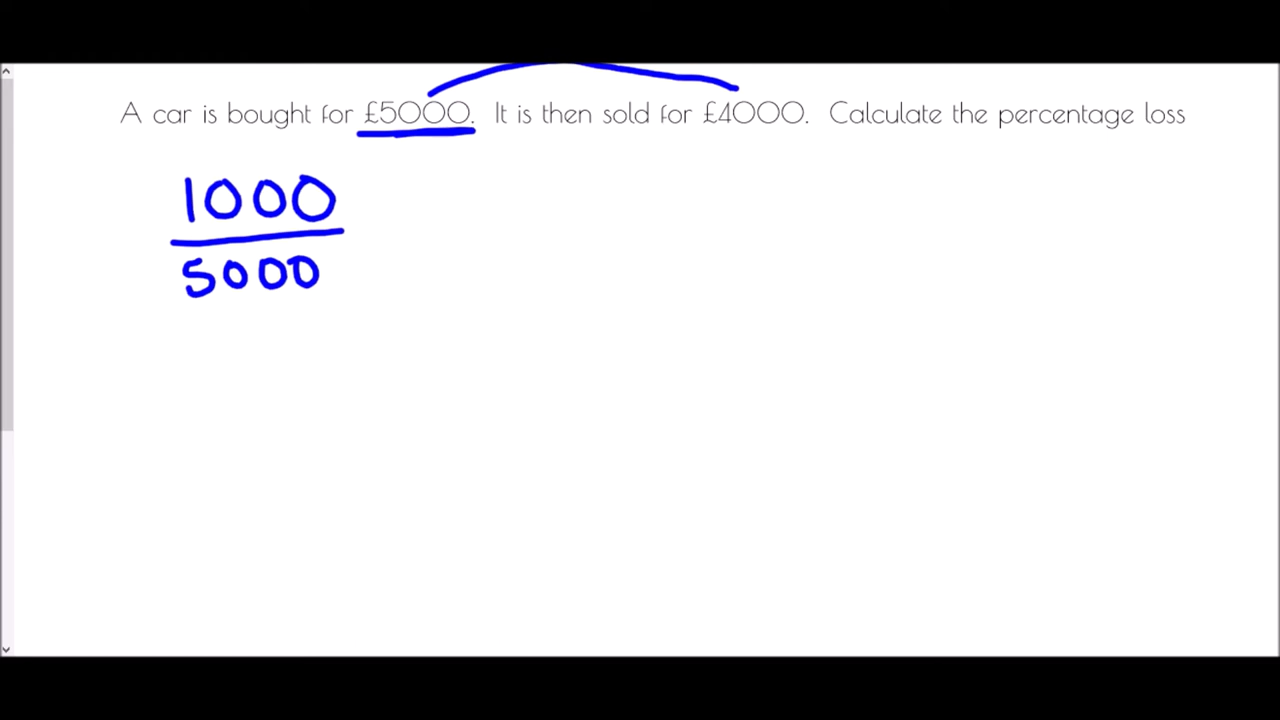 A car is bought for £5000. It is then sold for £4000. Calculate the percentage loss
1000
5000